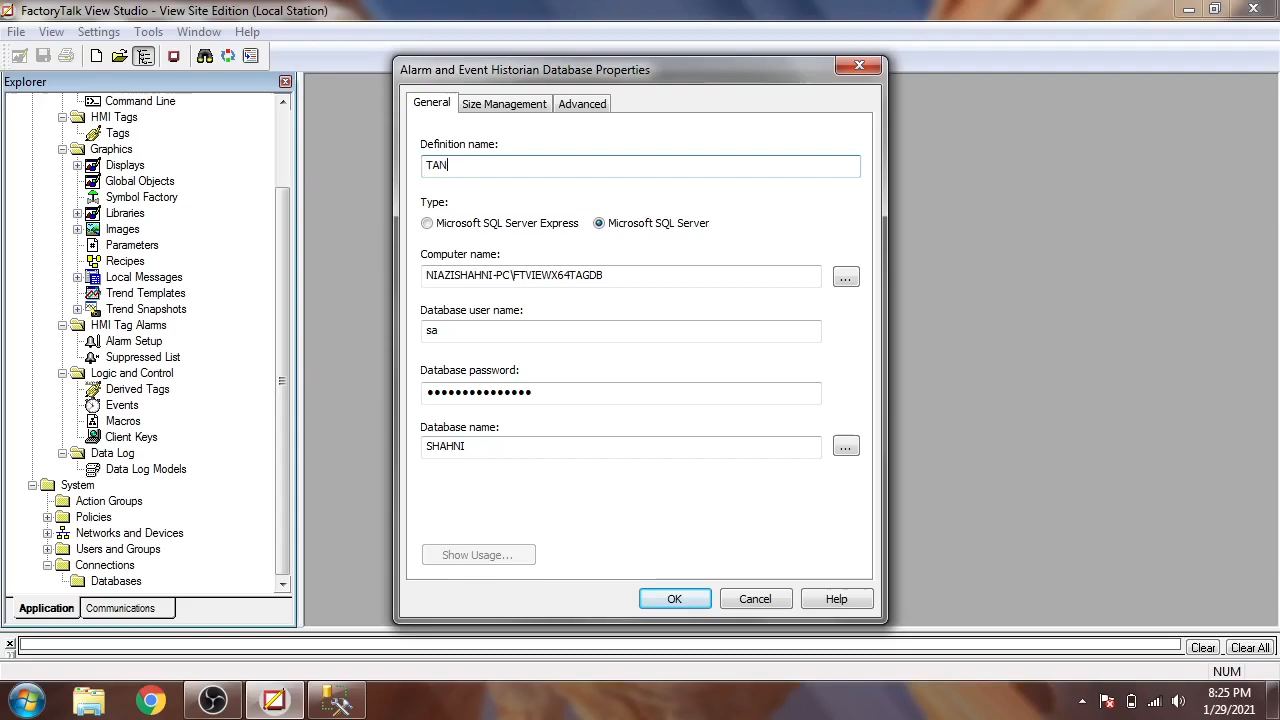 FactoryTalk View Studio - View Site Edition (Local Station)
File View Settings Tools Window Help
Explorer
Command Line
HMI Tags
Tags
Graphics
Displays
Global Objects
Symbol Factory
Libraries
Images
Parameters
Recipes
Local Messages
Trend Templates
Trend Snapshots
HMI Tag Alarms
Alarm Setup
Suppressed List
Logic and Control
Derived Tags
Events
Macros
Client Keys
Data Log
Data Log Models
System
Action Groups
Policies
Networks and Devices
Users and Groups
Connections
Databases
Application Communications
Alarm and Event Historian Database Properties
General Size Management Advanced
Definition name:
TAN
Type:
Microsoft SQL Server Express Microsoft SQL Server
Computer name:
NIAZISHAHNI-PC\FTVIEWX64TAGDB
...
Database user name:
sa
Database password:
●●●●●●●●●●●●●●●
Database name:
SHAHNI
...
Show Usage...
OK Cancel Help
Clear Clear All
NUM
8:25 PM
1/29/2021